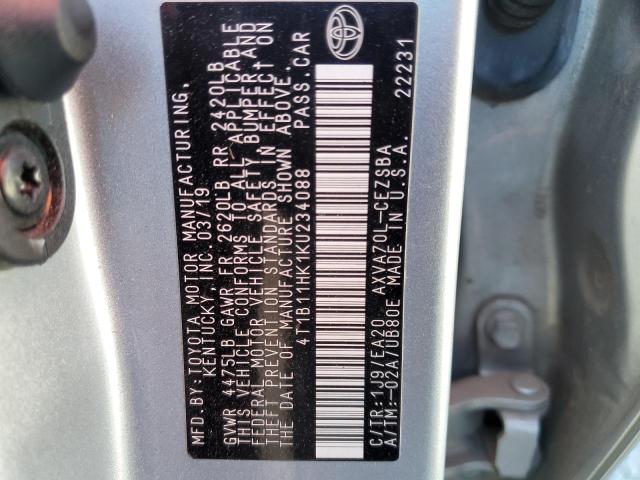 MFD.BY:TOYOTA MOTOR MANUFACTURING,
KENTUCKY, INC. 03/19
GVWR 4475LB GAWR FR 2620LB RR 2420LB
THIS VEHICLE CONFORMS TO ALL APPLICABLE
FEDERAL MOTOR VEHICLE SAFETY BUMPER, AND
THEFT PREVENTION STANDARDS IN EFFECT ON
THE DATE OF MANUFACTURE SHOWN ABOVE.
4T1B11HK1KU234088 PASS.CAR
C/TR:1J9/EA20 AXVA70L-CEZSBA
A/TM:-02A/UB80E MADE IN U.S.A. 22231